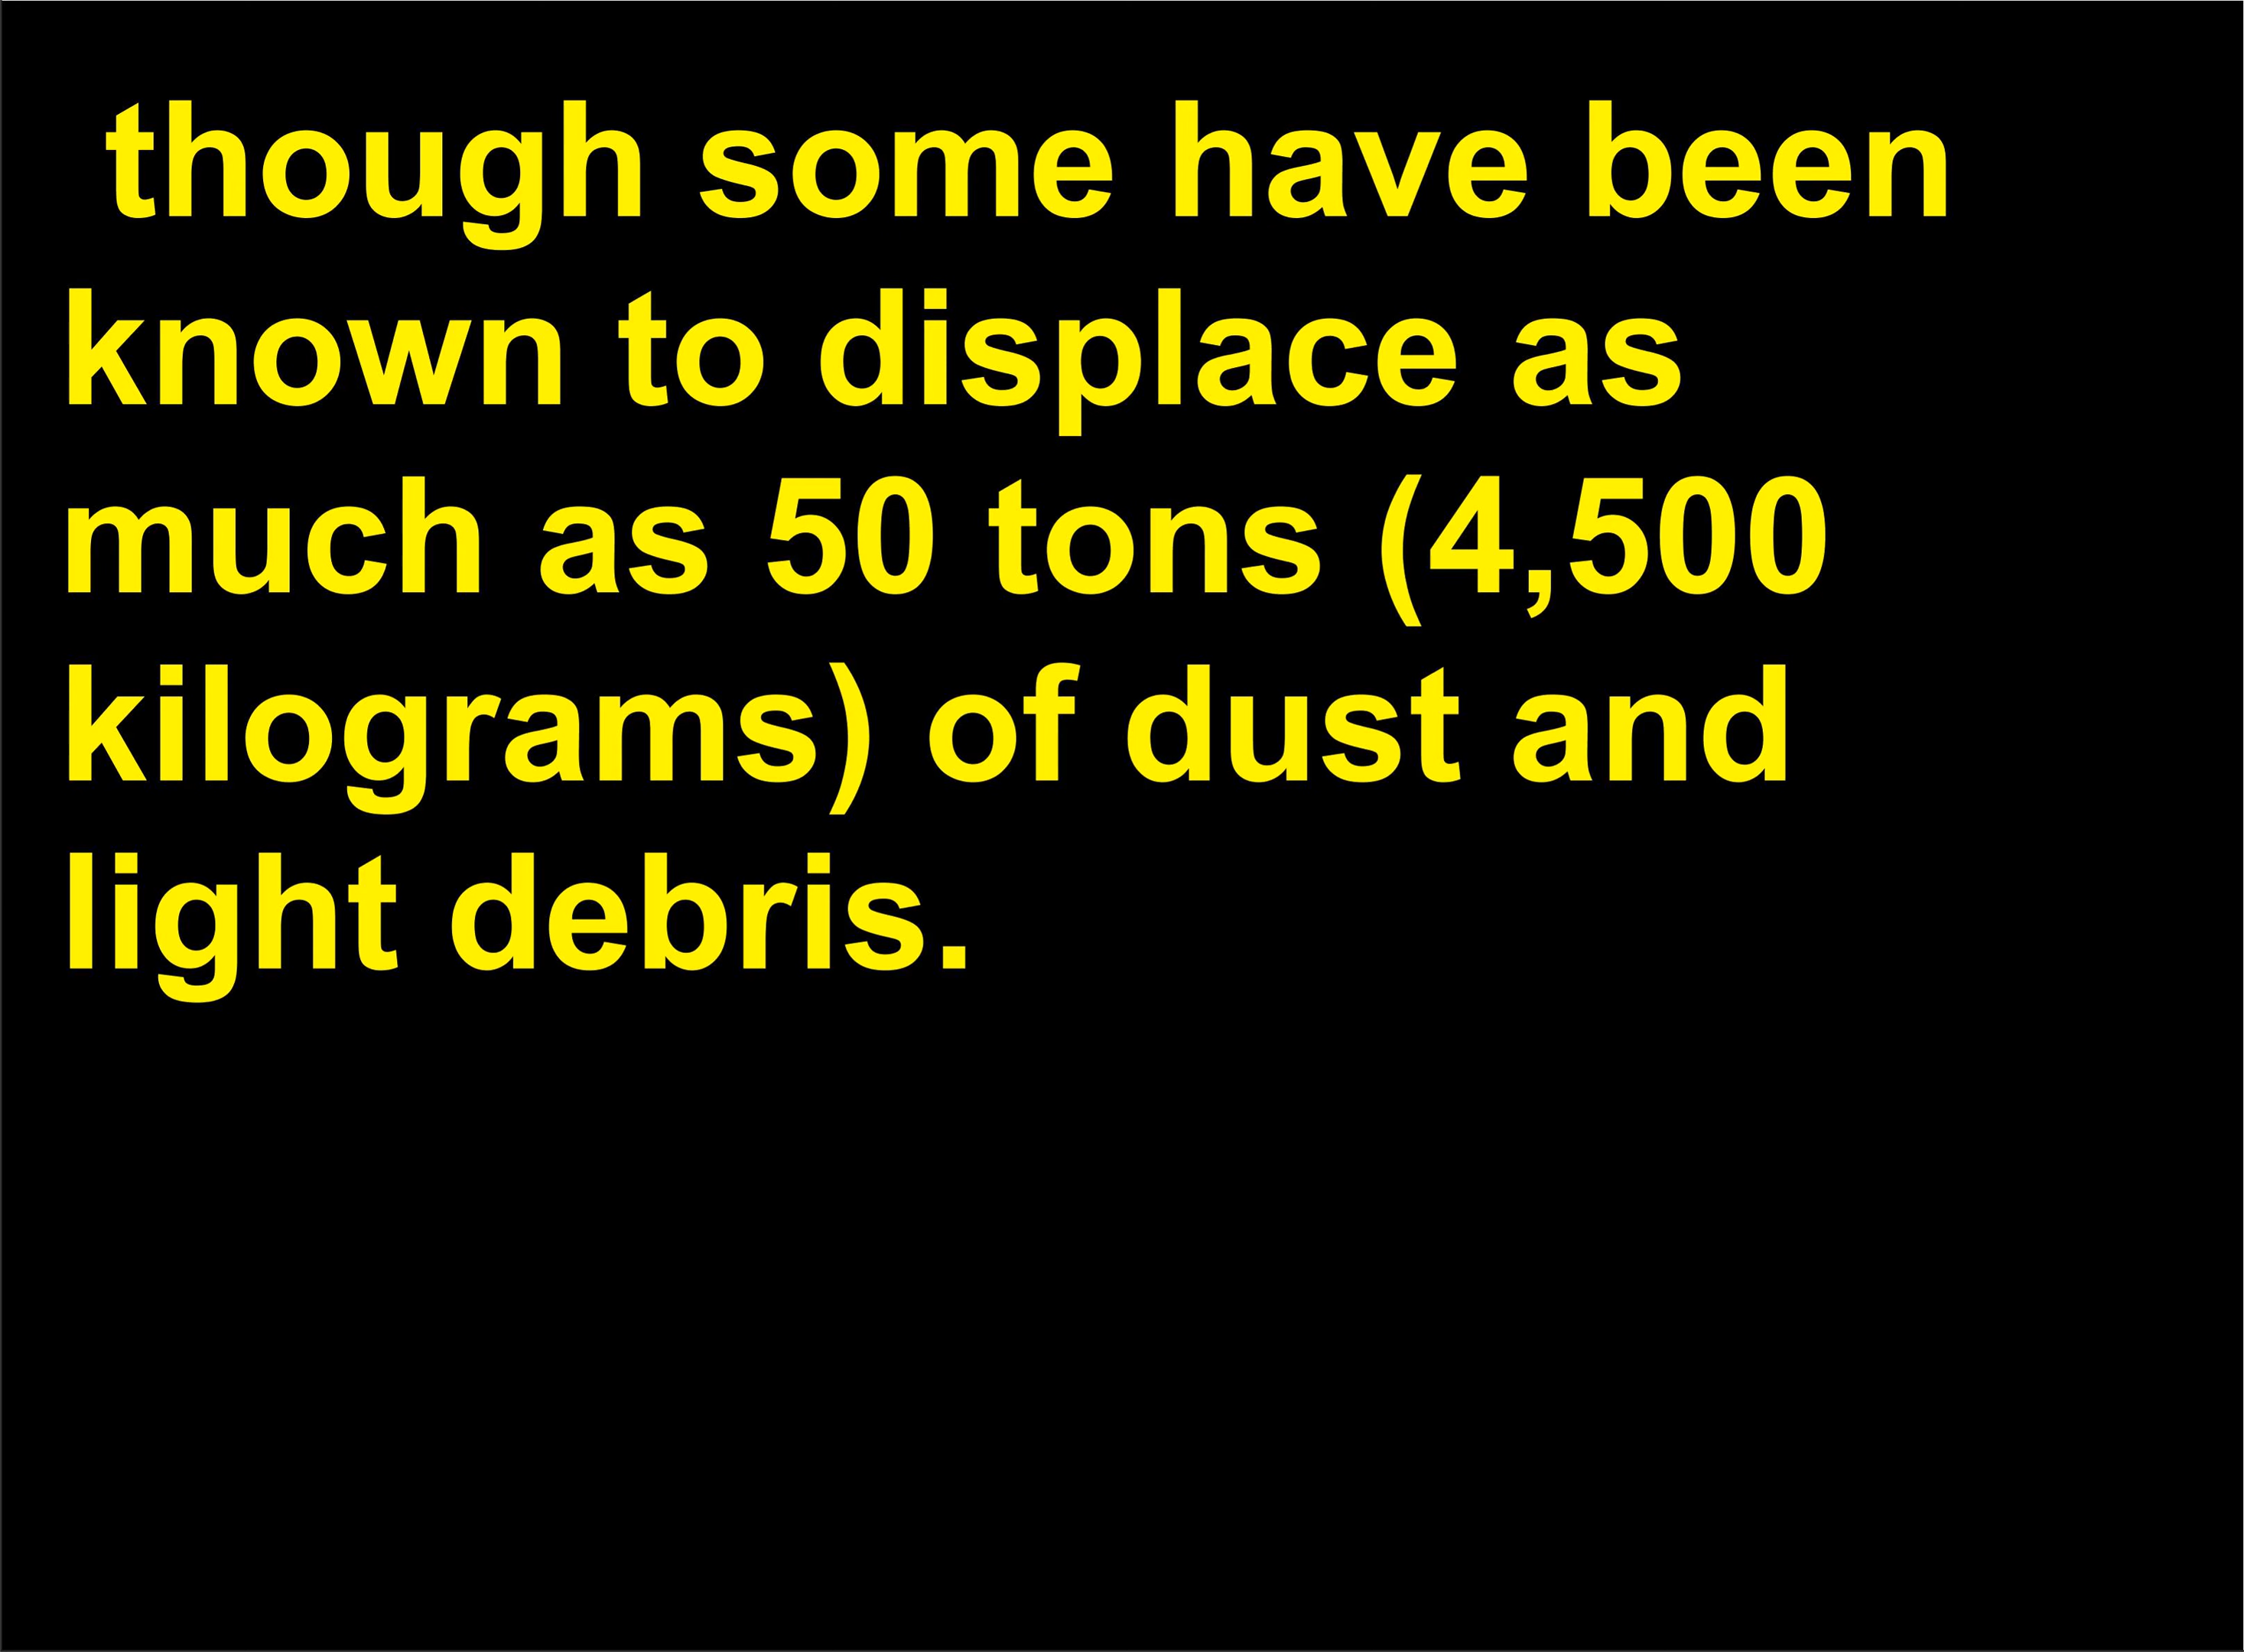 though some have been
known to displace as
much as 50 tons (4,500
kilograms) of dust and
light debris.